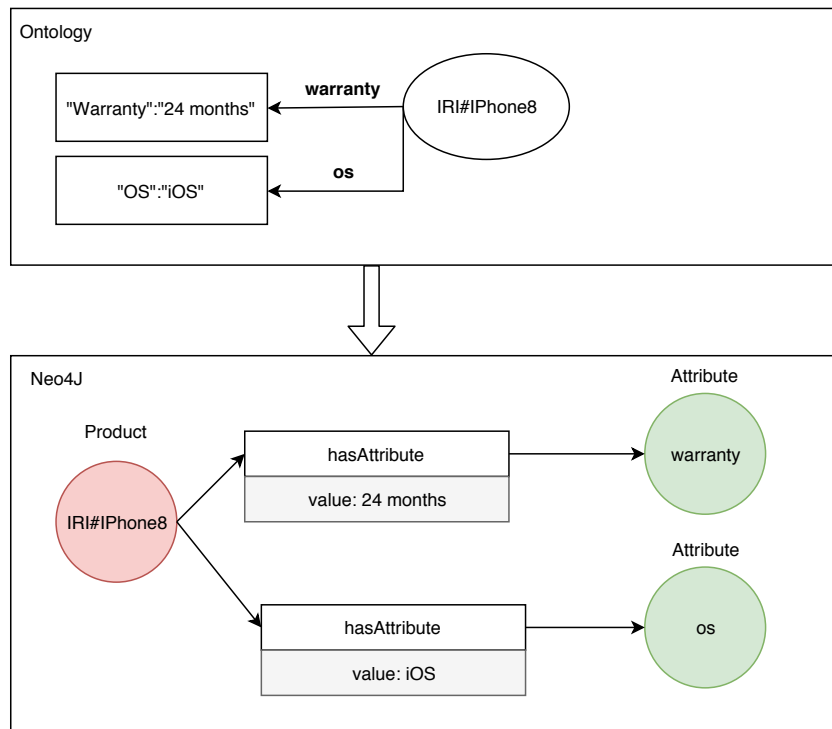 Ontology
"Warranty":"24 months"
warranty
IRI#IPhone8
"OS":"iOS"
os
Neo4J
Product
IRI#IPhone8
hasAttribute
value: 24 months
Attribute
warranty
hasAttribute
value: iOS
Attribute
os